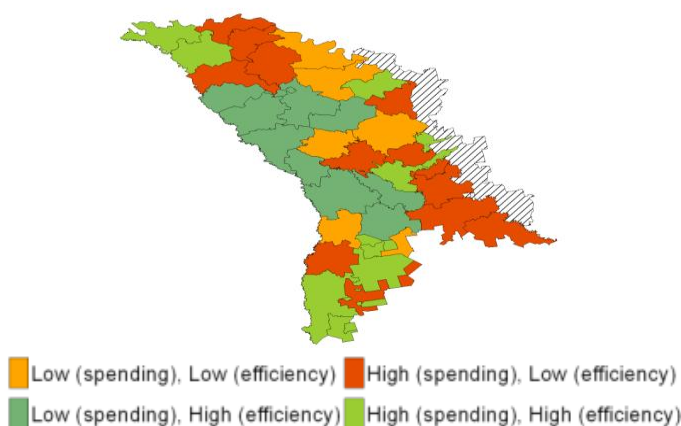 Low (spending), Low (efficiency) High (spending), Low (efficiency)
Low (spending), High (efficiency) High (spending), High (efficiency)